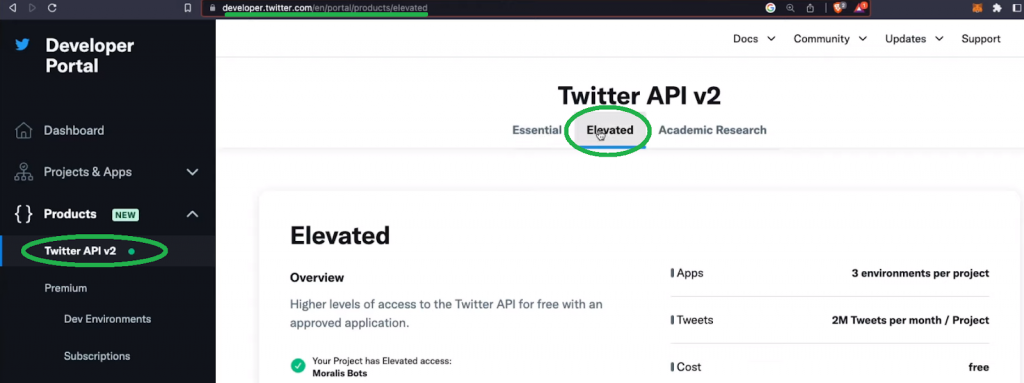 developer.twitter.com/en/portal/products/elevated
Developer
Portal
Docs
Community
Updates
Support
Dashboard
Projects & Apps
Products NEW
Twitter API v2
Premium
Dev Environments
Subscriptions
Twitter API v2
Essential
Elevated
Academic Research
Elevated
Overview
Higher levels of access to the Twitter API for free with an
approved application.
Your Project has Elevated access:
Moralis Bots
Apps 3 environments per project
Tweets 2M Tweets per month / Project
Cost free